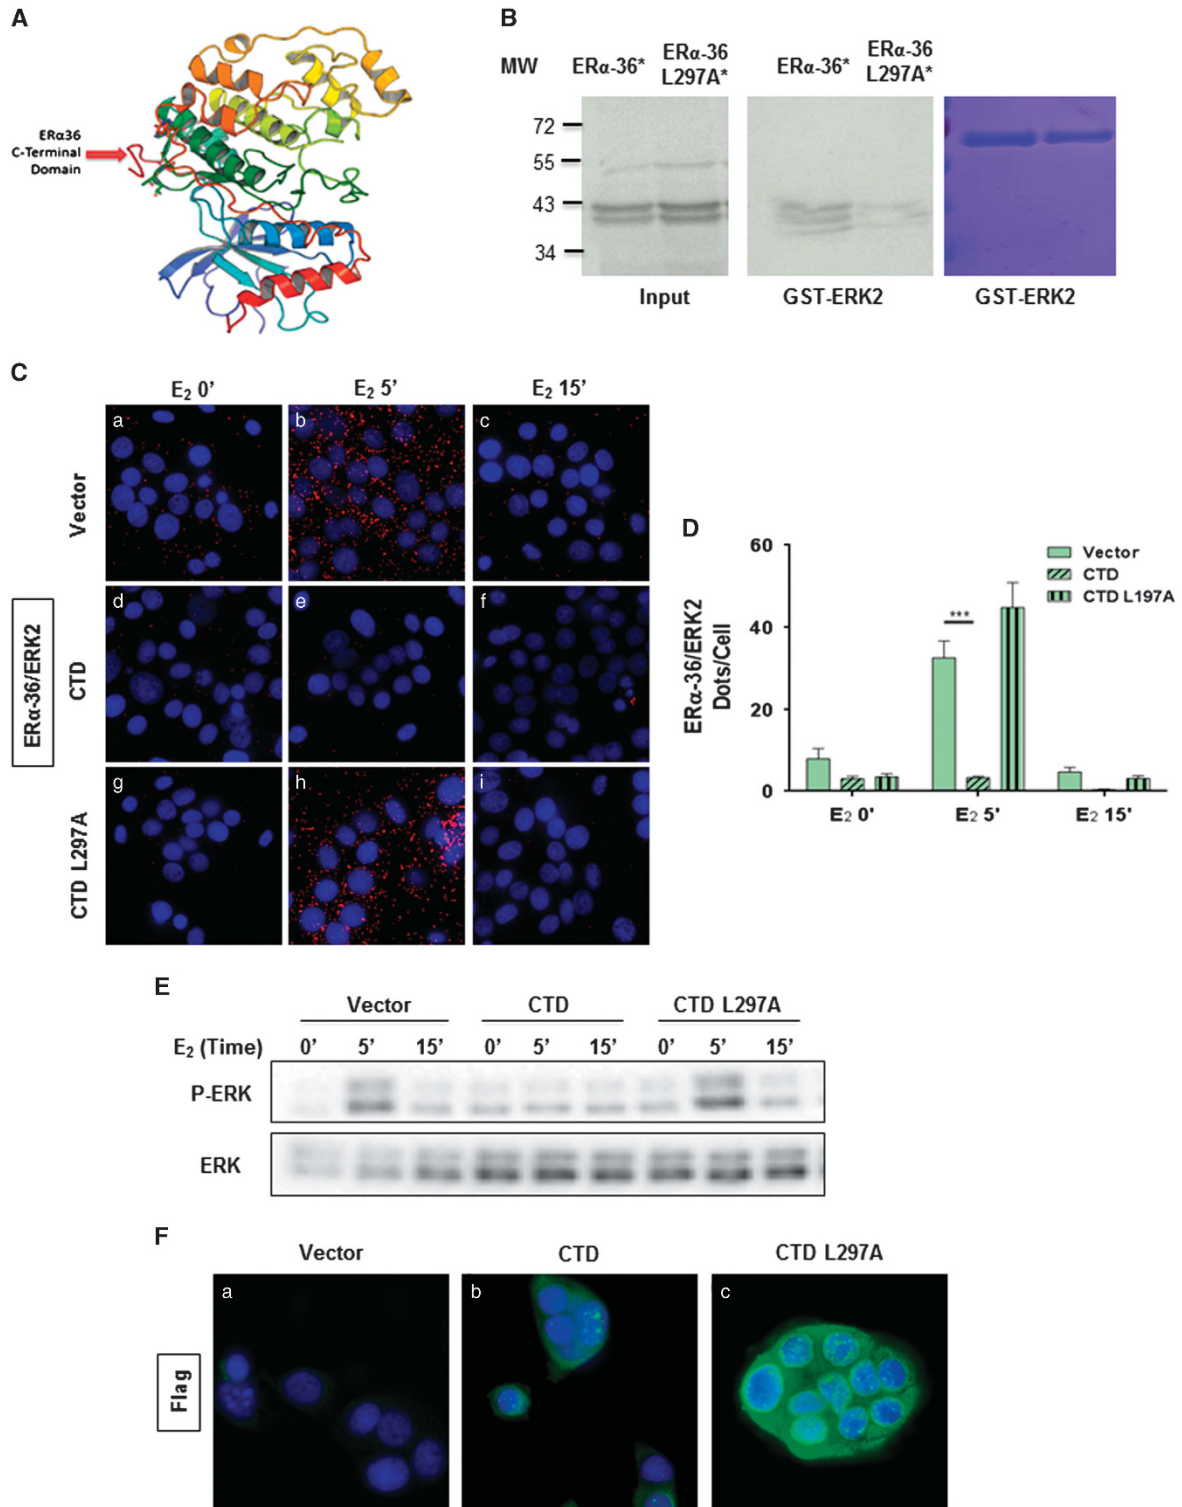 A
ERα36
C-Terminal
Domain
B
MW
ERα-36*
ERα-36
L297A*
ERα-36*
ERα-36
L297A*
72
55
43
34
Input
GST-ERK2
GST-ERK2
C
E₂ 0’
E₂ 5’
E₂ 15’
ERα-36/ERK2
Vector
a
b
c
CTD
d
e
f
CTD L297A
g
h
i
D
ERα-36/ERK2
Dots/Cell
60
40
20
0
***
Vector
CTD
CTD L197A
E₂ 0'
E₂ 5'
E₂ 15'
E
Vector
CTD
CTD L297A
E₂ (Time)
0’
5’
15’
0’
5’
15’
0’
5’
15’
P-ERK
ERK
F
Vector
CTD
CTD L297A
Flag
a
b
c